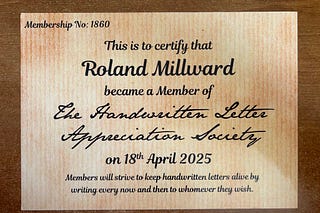 Membership No: 1860
This is to certify that
Roland Millward
became a Member of
The Handwritten Letter
Appreciation Society
on 18th April 2025
Members will strive to keep handwritten letters alive by
writing every now and then to whomever they wish.